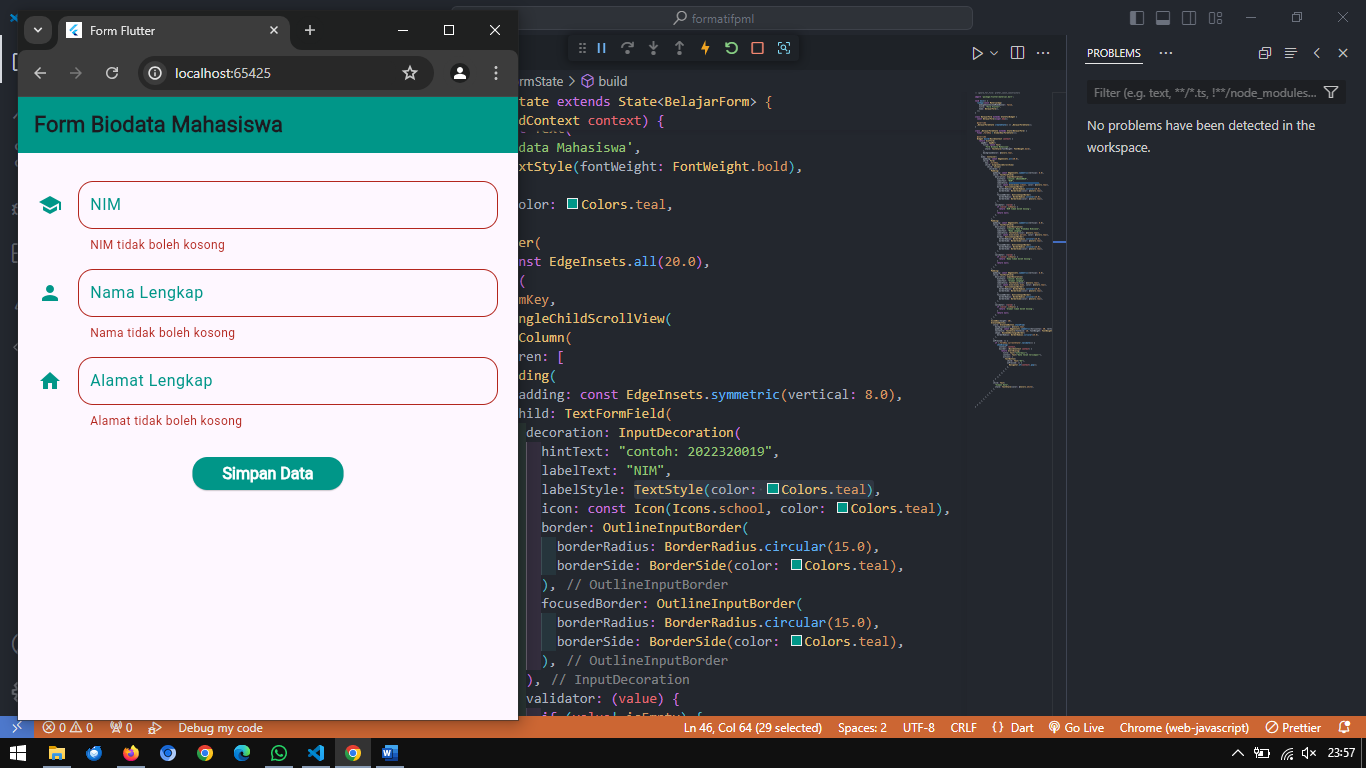 Form Flutter
formatifpml
localhost:65425
Form Biodata Mahasiswa
NIM
NIM tidak boleh kosong
Nama Lengkap
Nama tidak boleh kosong
Alamat Lengkap
Alamat tidak boleh kosong
Simpan Data
rmState > build
tate extends State<BelajarForm> {
dContext context) {
data Mahasiswa',
xtStyle(fontWeight: FontWeight.bold),
olor: Colors.teal,
er(
nst EdgeInsets.all(20.0),
(
mKey,
ngleChildScrollView(
Column(
ren: [
ding(
adding: const EdgeInsets.symmetric(vertical: 8.0),
hild: TextFormField(
decoration: InputDecoration(
hintText: "contoh: 2022320019",
labelText: "NIM",
labelStyle: TextStyle(color: Colors.teal),
icon: const Icon(Icons.school, color: Colors.teal),
border: OutlineInputBorder(
borderRadius: BorderRadius.circular(15.0),
borderSide: BorderSide(color: Colors.teal),
), // OutlineInputBorder
focusedBorder: OutlineInputBorder(
borderRadius: BorderRadius.circular(15.0),
borderSide: BorderSide(color: Colors.teal),
), // OutlineInputBorder
), // InputDecoration
validator: (value) {
PROBLEMS
Filter (e.g. text, **/*.ts, !**/node_modules...
No problems have been detected in the
workspace.
0 0 0 Debug my code Ln 46, Col 64 (29 selected) Spaces: 2 UTF-8 CRLF {} Dart Go Live Chrome (web-javascript) Prettier
23:57